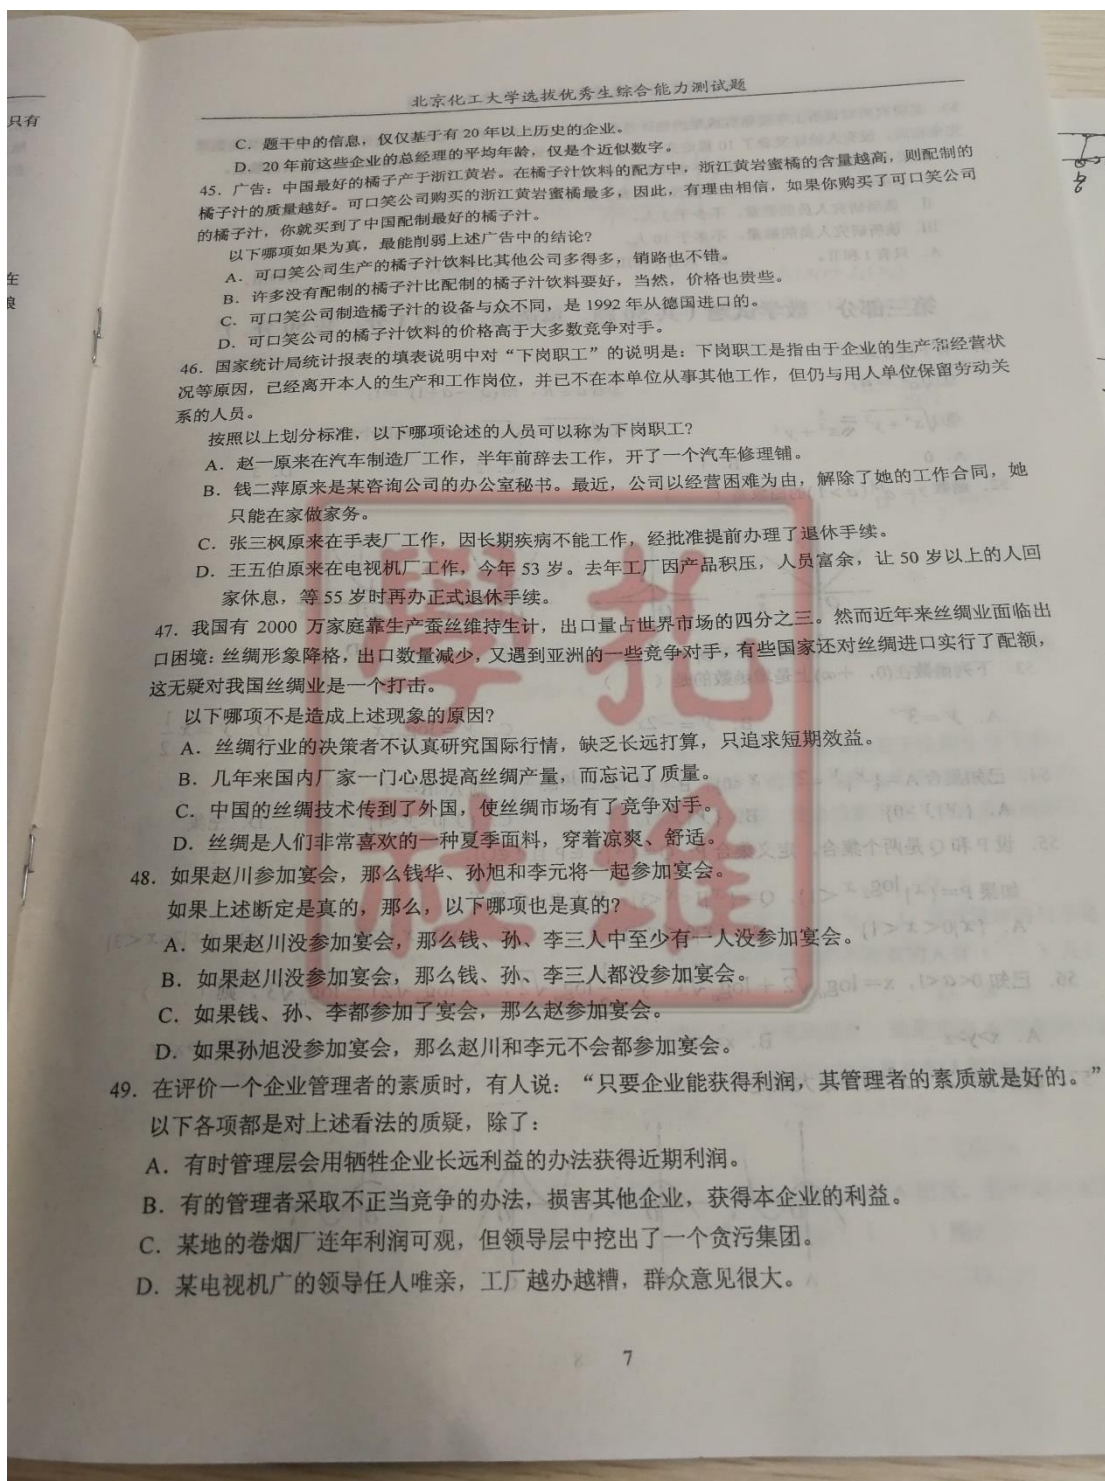 只有
在
北京化工大学选拔优秀生综合能力测试题
C．题干中的信息，仅仅基于有 20 年以上历史的企业。
D．20 年前这些企业的总经理的平均年龄，仅是个近似数字。
45．广告：中国最好的橘子产于浙江黄岩。在橘子汁饮料的配方中，浙江黄岩蜜橘的含量越高，则配制的
橘子汁的质量越好。可口笑公司购买的浙江黄岩蜜橘最多，因此，有理由相信，如果你购买了可口笑公司
的橘子汁，你就买到了中国配制最好的橘子汁。
以下哪项如果为真，最能削弱上述广告中的结论?
A．可口笑公司生产的橘子汁饮料比其他公司多得多，销路也不错。
B．许多没有配制的橘子汁比配制的橘子汁饮料要好，当然，价格也贵些。
C．可口笑公司制造橘子汁的设备与众不同，是 1992 年从德国进口的。
D．可口笑公司的橘子汁饮料的价格高于大多数竞争对手。
46．国家统计局统计报表的填表说明中对“下岗职工”的说明是：下岗职工是指由于企业的生产和经营状
况等原因，已经离开本人的生产和工作岗位，并已不在本单位从事其他工作，但仍与用人单位保留劳动关
系的人员。
按照以上划分标准，以下哪项论述的人员可以称为下岗职工?
A．赵一原来在汽车制造厂工作，半年前辞去工作，开了一个汽车修理铺。
B．钱二萍原来是某咨询公司的办公室秘书。最近，公司以经营困难为由，解除了她的工作合同，她
只能在家做家务。
C．张三枫原来在手表厂工作，因长期疾病不能工作，经批准提前办理了退休手续。
D．王五伯原来在电视机厂工作，今年 53 岁。去年工厂因产品积压，人员富余，让 50 岁以上的人回
家休息，等 55 岁时再办正式退休手续。
47．我国有 2000 万家庭靠生产蚕丝维持生计，出口量占世界市场的四分之三。然而近年来丝绸业面临出
口困境：丝绸形象降格，出口数量减少，又遇到亚洲的一些竞争对手，有些国家还对丝绸进口实行了配额，
这无疑对我国丝绸业是一个打击。
以下哪项不是造成上述现象的原因?
A．丝绸行业的决策者不认真研究国际行情，缺乏长远打算，只追求短期效益。
B．几年来国内厂家一门心思提高丝绸产量，而忘记了质量。
C．中国的丝绸技术传到了外国，使丝绸市场有了竞争对手。
D．丝绸是人们非常喜欢的一种夏季面料，穿着凉爽、舒适。
48．如果赵川参加宴会，那么钱华、孙旭和李元将一起参加宴会。
如果上述断定是真的，那么，以下哪项也是真的?
A．如果赵川没参加宴会，那么钱、孙、李三人中至少有一人没参加宴会。
B．如果赵川没参加宴会，那么钱、孙、李三人都没参加宴会。
C．如果钱、孙、李都参加了宴会，那么赵参加宴会。
D．如果孙旭没参加宴会，那么赵川和李元不会都参加宴会。
49．在评价一个企业管理者的素质时，有人说：“只要企业能获得利润，其管理者的素质就是好的。”
以下各项都是对上述看法的质疑，除了：
A．有时管理层会用牺牲企业长远利益的办法获得近期利润。
B．有的管理者采取不正当竞争的办法，损害其他企业，获得本企业的利益。
C．某地的卷烟厂连年利润可观，但领导层中挖出了一个贪污集团。
D．某电视机广的领导任人唯亲，工厂越办越糟，群众意见很大。
7
學扎
社堆